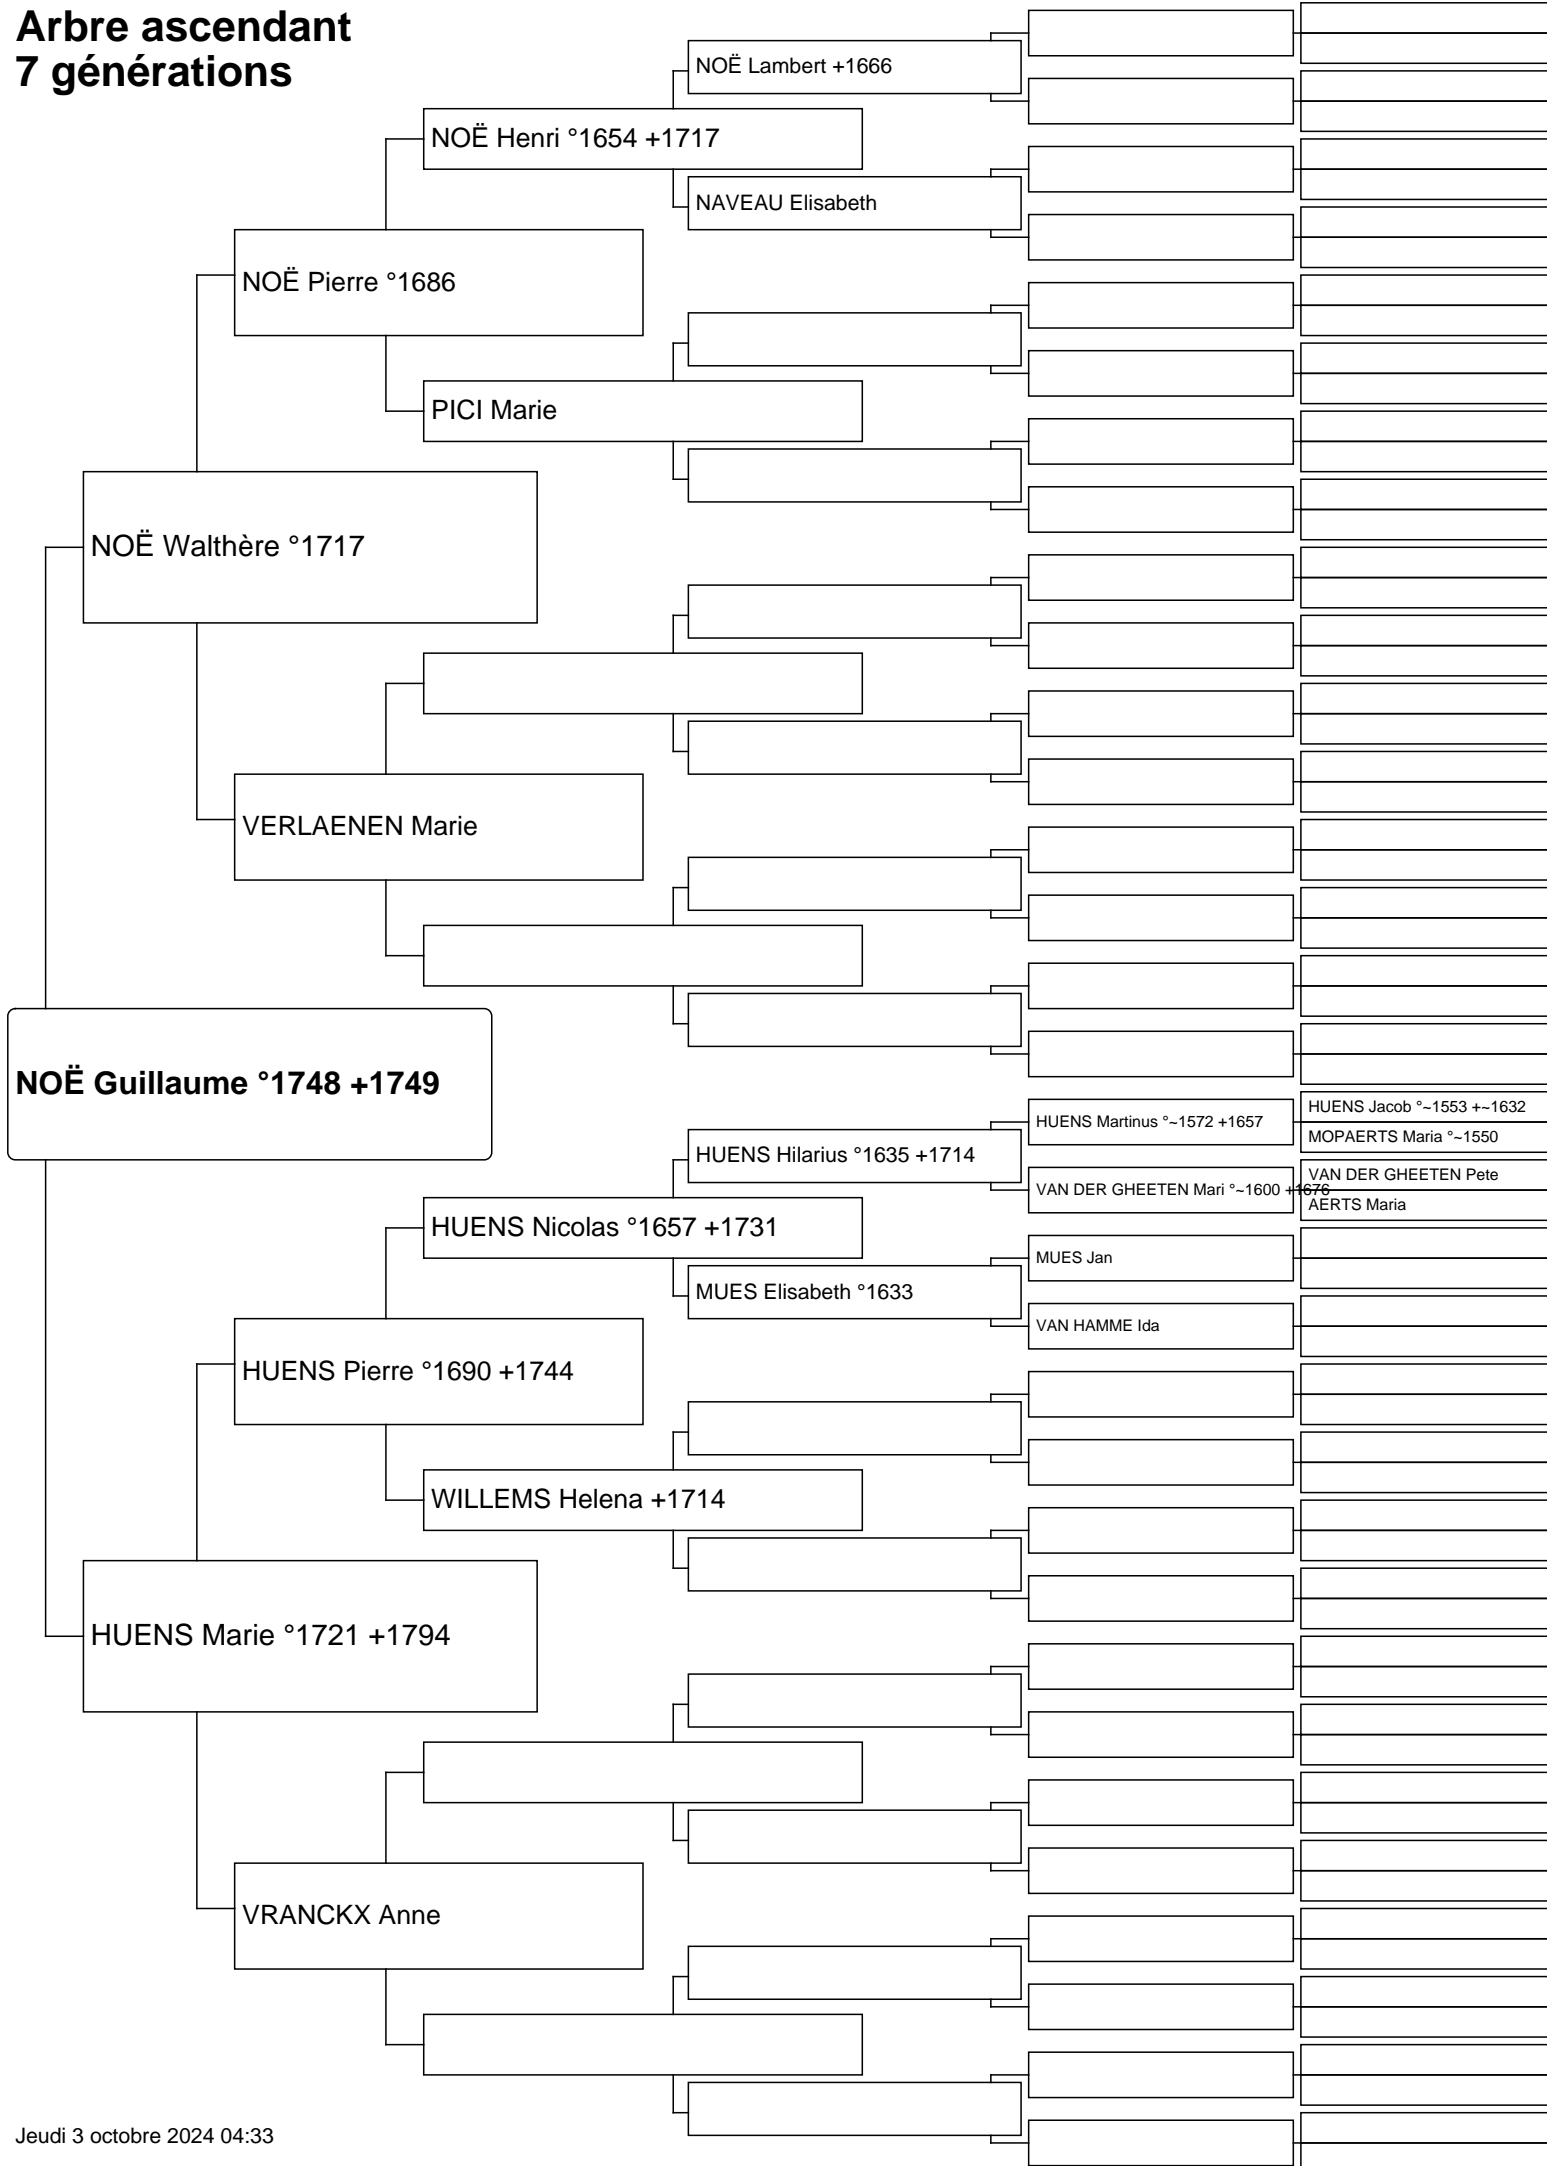 Arbre ascendant
7 générations
NOË Lambert +1666
NOË Henri °1654 +1717
NAVEAU Elisabeth
NOË Pierre °1686
PICI Marie
NOË Walthère °1717
VERLAENEN Marie
NOË Guillaume °1748 +1749
HUENS Jacob °~1553 +~1632
HUENS Martinus °~1572 +1657
MOPAERTS Maria °~1550
HUENS Hilarius °1635 +1714
VAN DER GHEETEN Pete
VAN DER GHEETEN Mari °~1600 +1676
AERTS Maria
HUENS Nicolas °1657 +1731
MUES Jan
MUES Elisabeth °1633
VAN HAMME Ida
HUENS Pierre °1690 +1744
WILLEMS Helena +1714
HUENS Marie °1721 +1794
VRANCKX Anne
Jeudi 3 octobre 2024 04:33